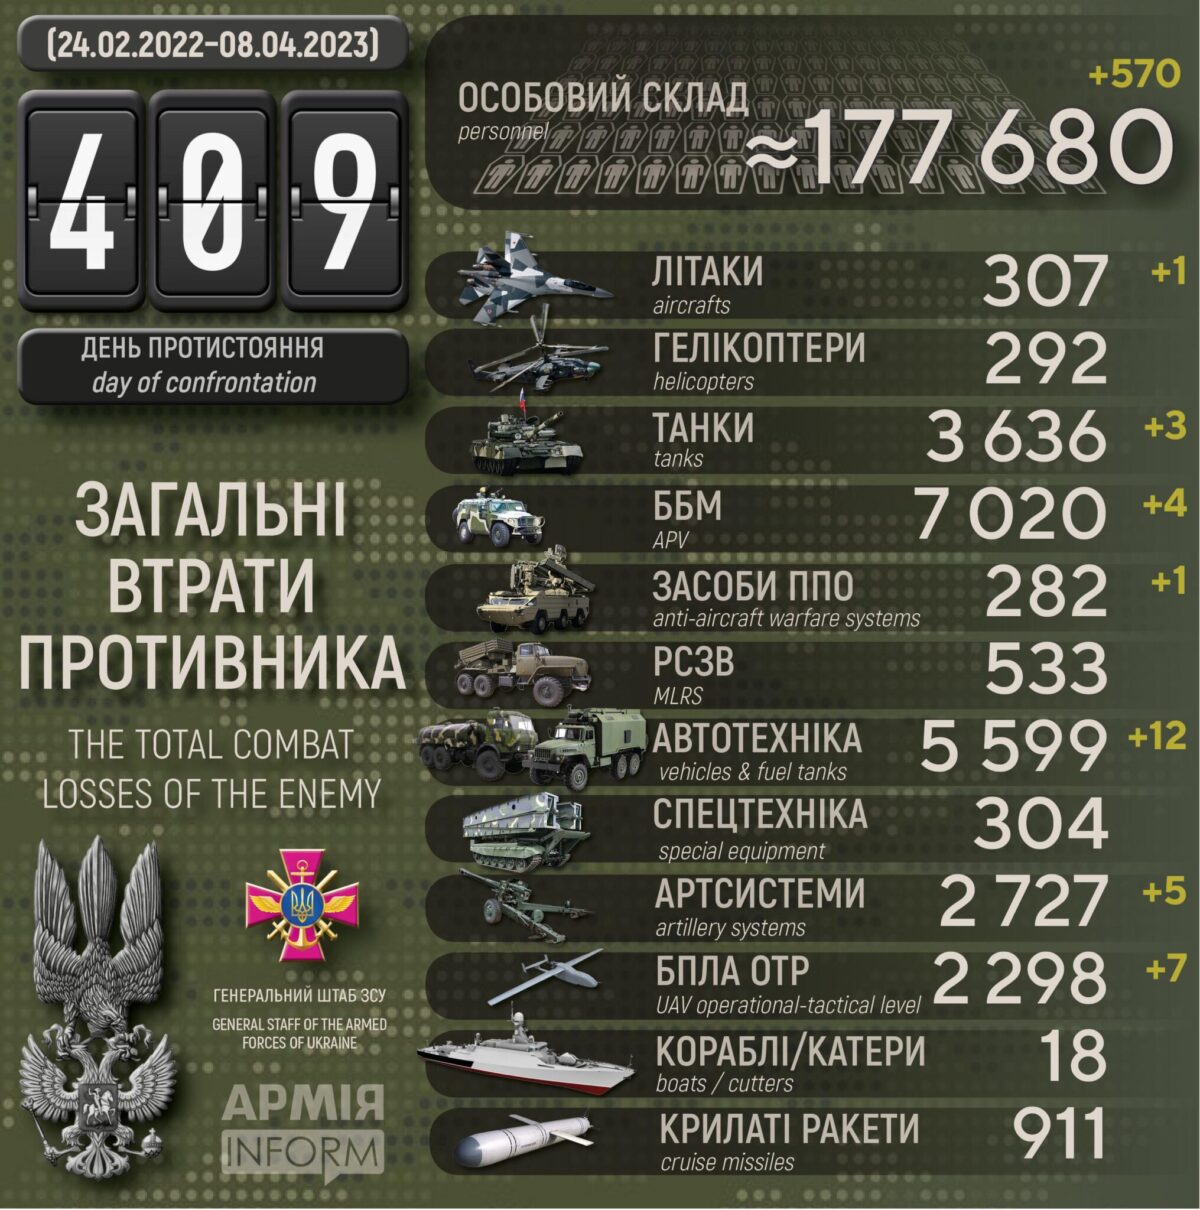 (24.02.2022–08.04.2023)
409
ДЕНЬ ПРОТИСТОЯННЯ
day of confrontation
ЗАГАЛЬНІ
ВТРАТИ
ПРОТИВНИКА
THE TOTAL COMBAT
LOSSES OF THE ENEMY
ГЕНЕРАЛЬНИЙ ШТАБ ЗСУ
GENERAL STAFF OF THE ARMED
FORCES OF UKRAINE
АРМІЯ
INFORM
+570
ОСОБОВИЙ СКЛАД ≈177 680
personnel
ЛІТАКИ 307 +1
aircrafts
ГЕЛІКОПТЕРИ 292
helicopters
ТАНКИ 3 636 +3
tanks
ББМ 7 020 +4
APV
ЗАСОБИ ППО 282 +1
anti-aircraft warfare systems
РСЗВ 533
MLRS
АВТОТЕХНІКА 5 599 +12
vehicles & fuel tanks
СПЕЦТЕХНІКА 304
special equipment
АРТСИСТЕМИ 2 727 +5
artillery systems
БПЛА ОТР 2 298 +7
UAV operational-tactical level
КОРАБЛІ/КАТЕРИ 18
boats / cutters
КРИЛАТІ РАКЕТИ 911
cruise missiles